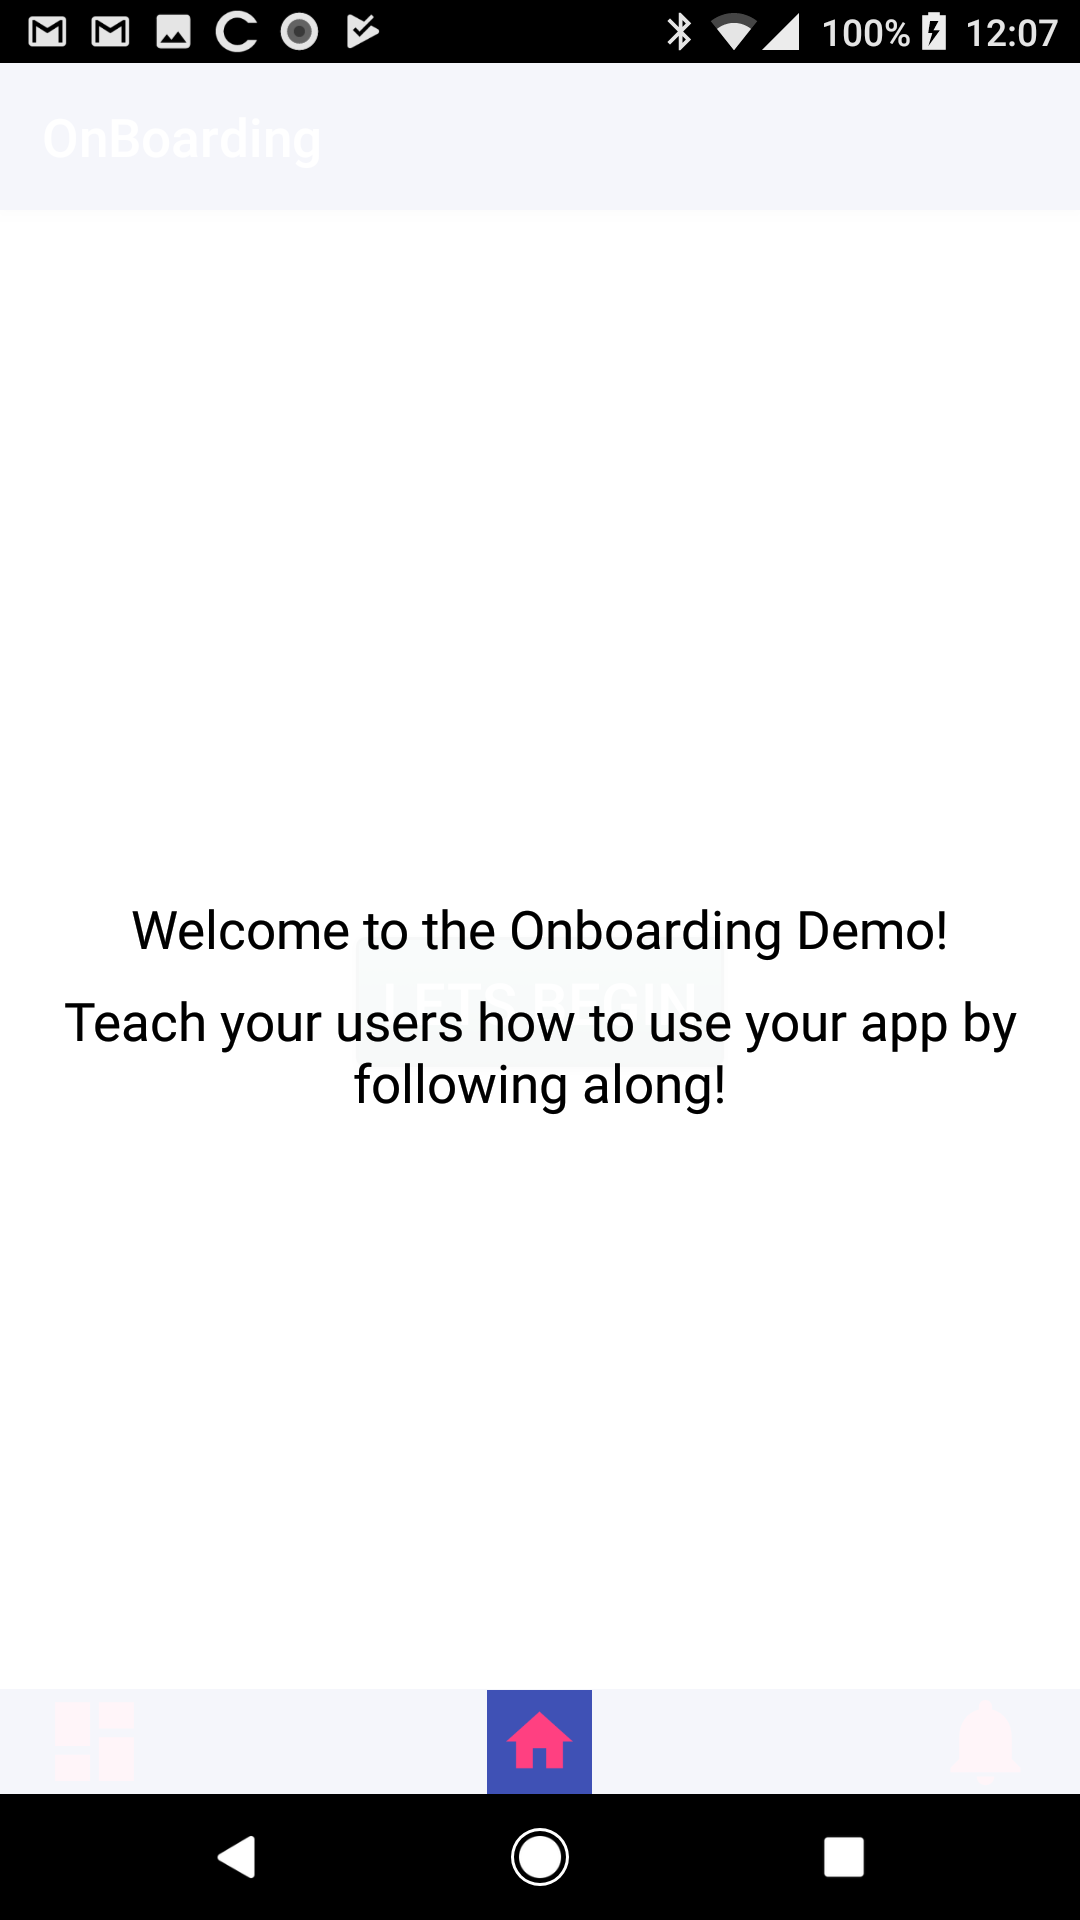 100% 12:07
OnBoarding
Welcome to the Onboarding Demo!
LETS BEGIN
Teach your users how to use your app by
following along!